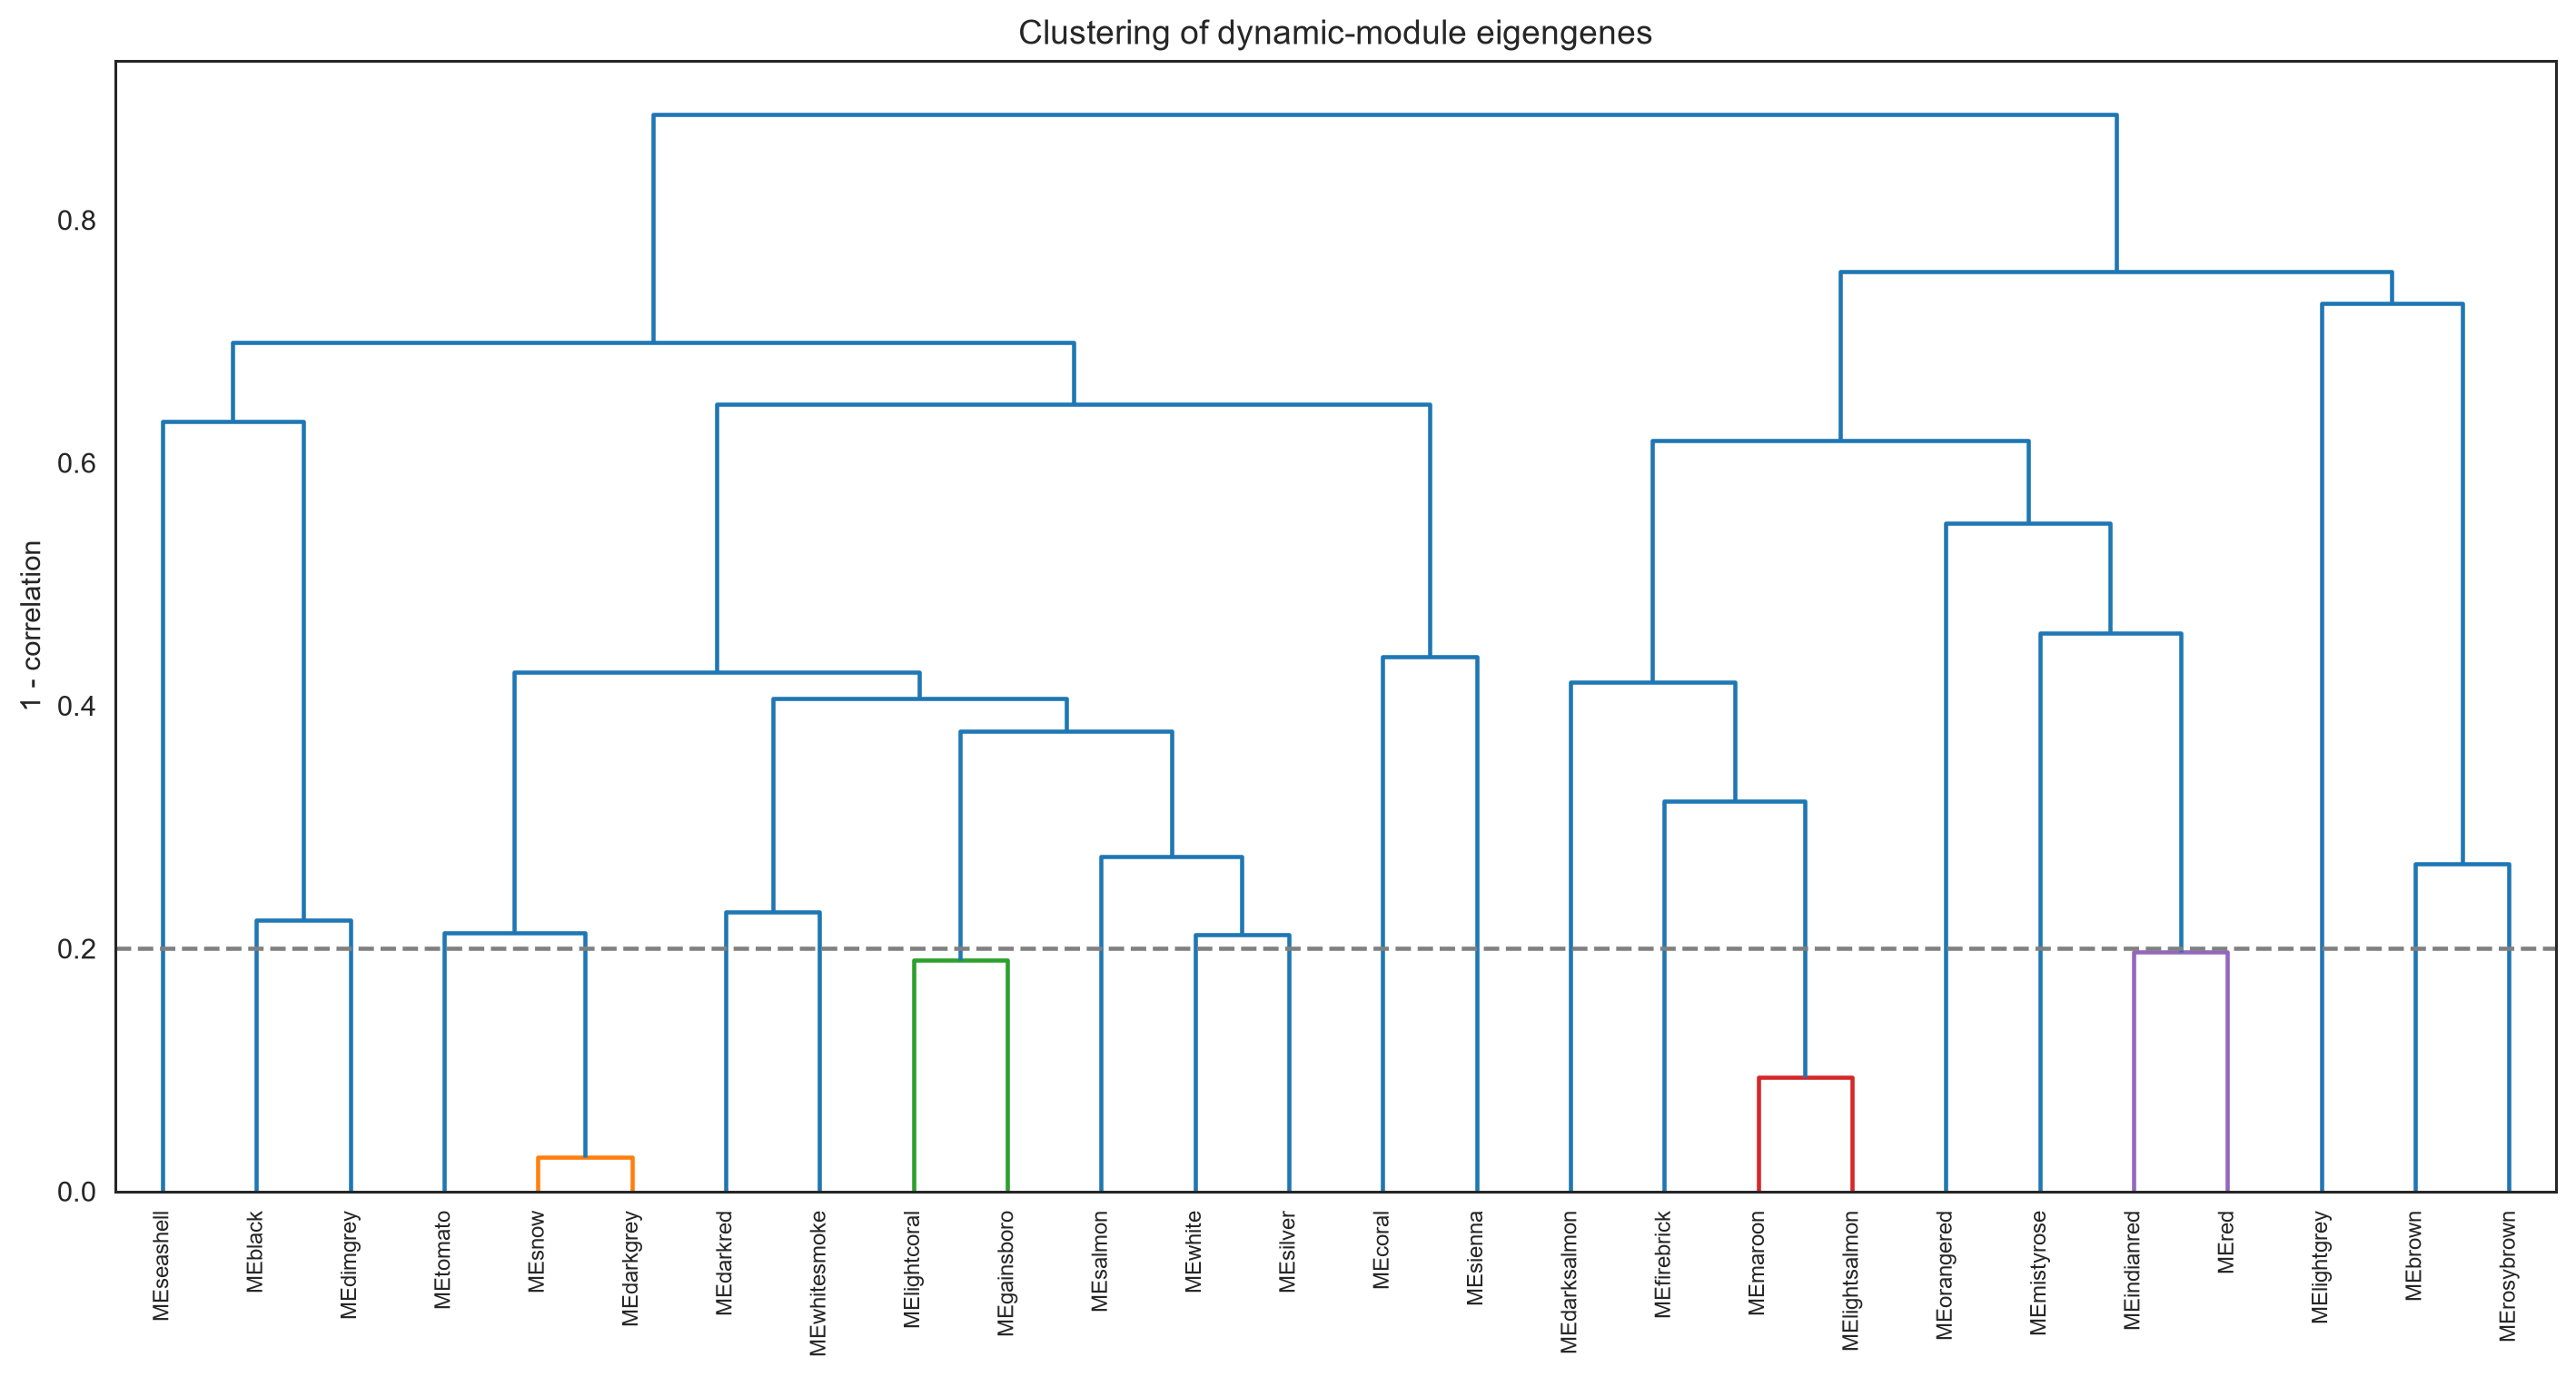 Clustering of dynamic-module eigengenes
1 - correlation
0.8
0.6
0.4
0.2
0.0
MEseashell
MEblack
MEdimgrey
MEtomato
MEsnow
MEdarkgrey
MEdarkred
MEwhitesmoke
MElightcoral
MEgainsboro
MEsalmon
MEwhite
MEsilver
MEcoral
MEsienna
MEdarksalmon
MEfirebrick
MEmaroon
MElightsalmon
MEorangered
MEmistyrose
MEindianred
MEred
MElightgrey
MEbrown
MErosybrown